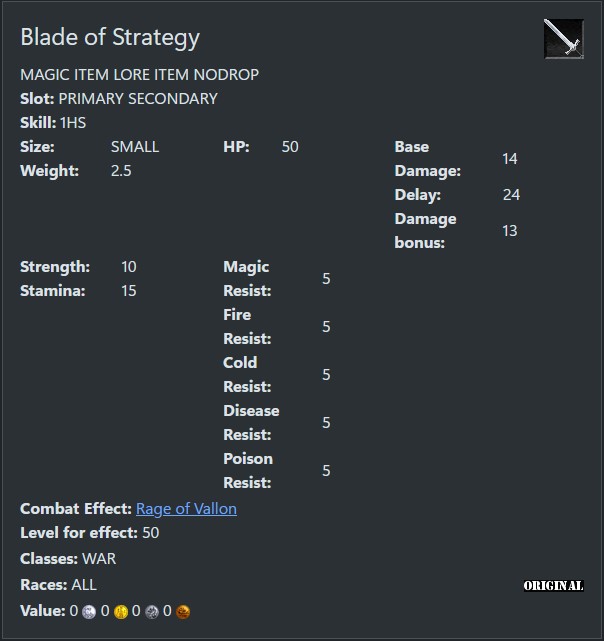 Blade of Strategy
MAGIC ITEM LORE ITEM NODROP
Slot: PRIMARY SECONDARY
Skill: 1HS
Size: SMALL HP: 50 Base Damage: 14
Weight: 2.5 Delay: 24
Damage bonus: 13
Strength: 10 Magic Resist: 5
Stamina: 15 Fire Resist: 5
Cold Resist: 5
Disease Resist: 5
Poison Resist: 5
Combat Effect: Rage of Vallon
Level for effect: 50
Classes: WAR
Races: ALL
ORIGINAL
Value: 0 0 0 0